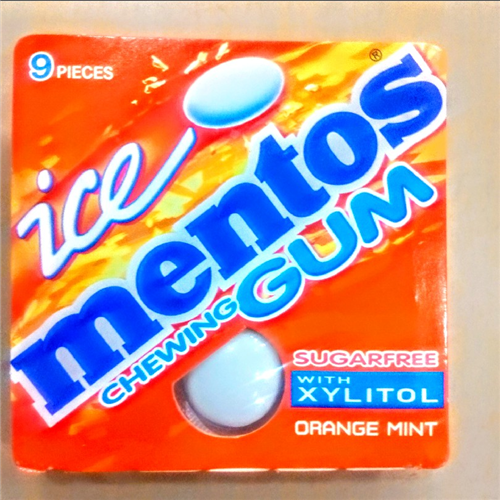 9 PIECES
ice
mentos®
CHEWING GUM
SUGARFREE
WITH
XYLITOL
ORANGE MINT